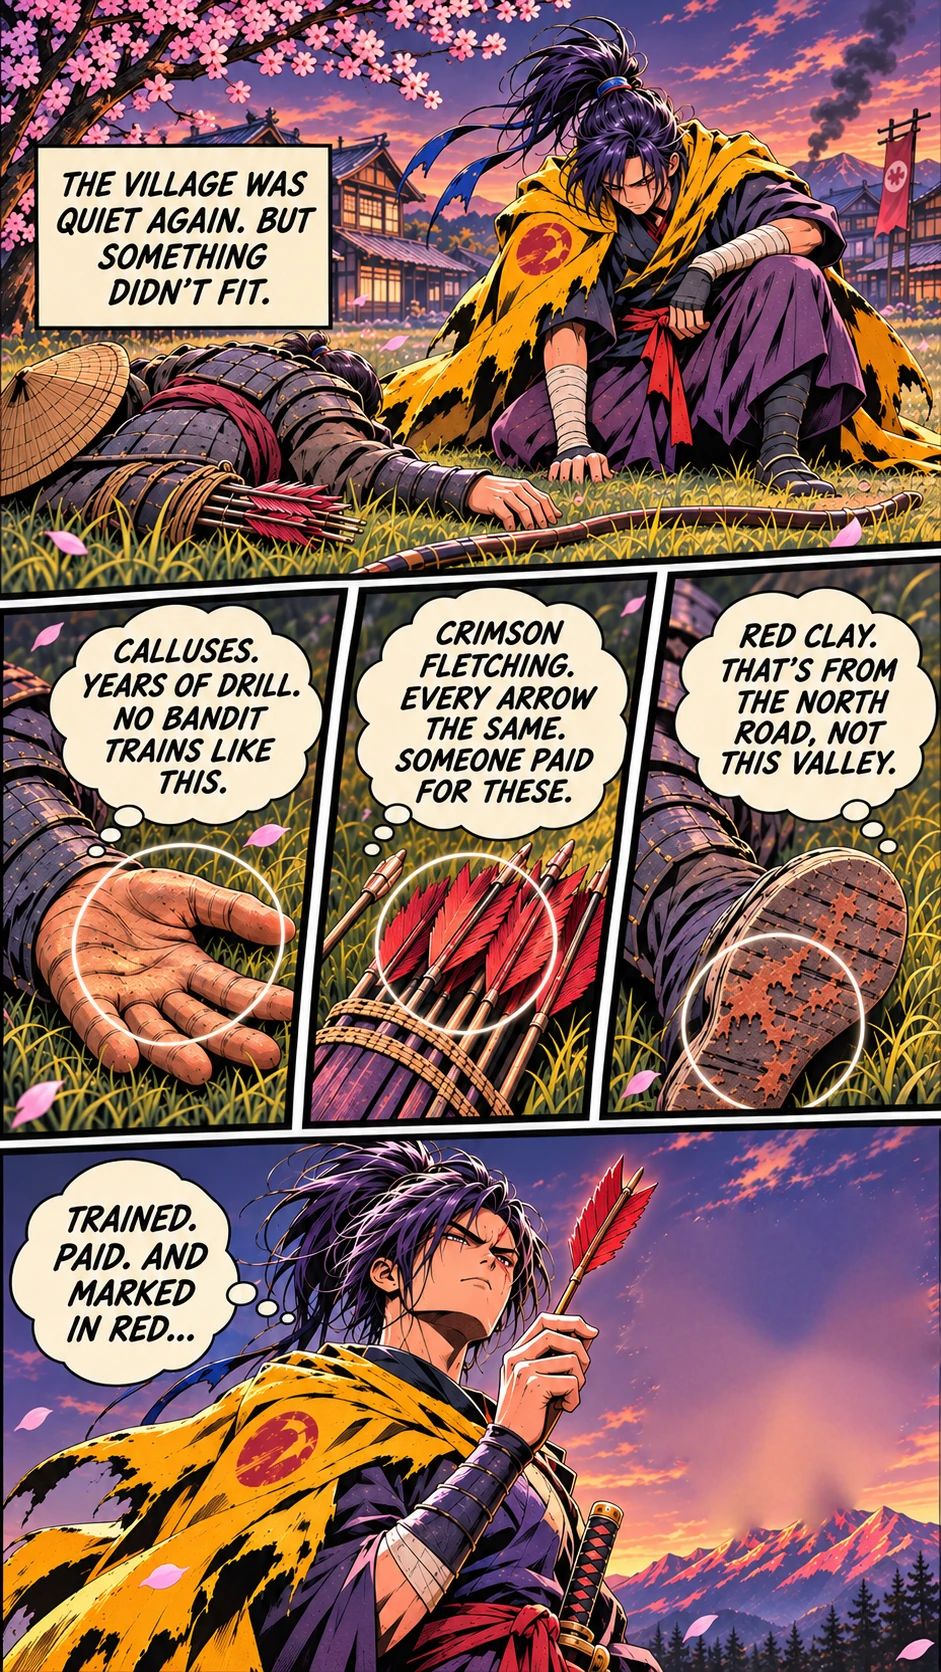 THE VILLAGE WAS
QUIET AGAIN. BUT
SOMETHING
DIDN'T FIT.
CALLUSES.
YEARS OF DRILL.
NO BANDIT
TRAINS LIKE
THIS.
CRIMSON
FLETCHING.
EVERY ARROW
THE SAME.
SOMEONE PAID
FOR THESE.
RED CLAY.
THAT'S FROM
THE NORTH
ROAD, NOT
THIS VALLEY.
TRAINED.
PAID. AND
MARKED
IN RED...